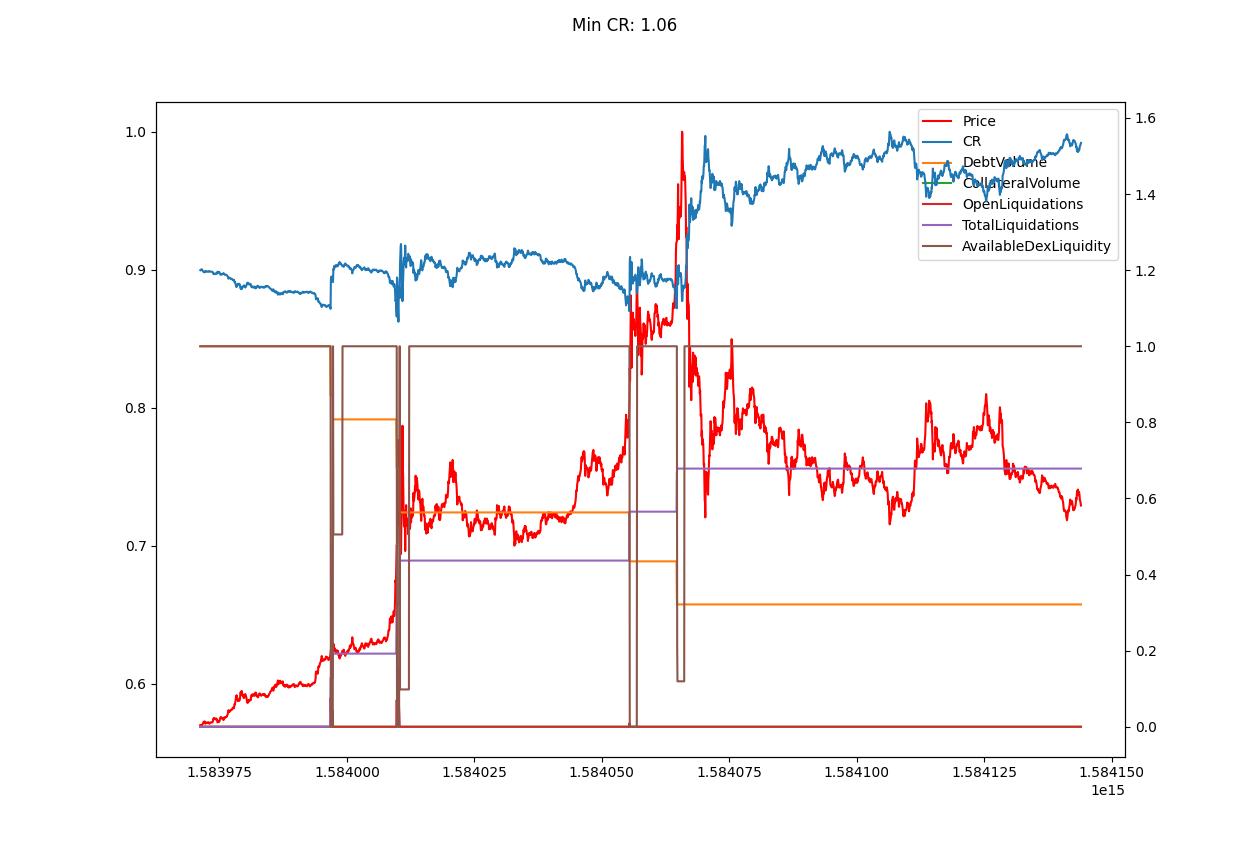 Min CR: 1.06
1.0
0.9
0.8
0.7
0.6
1.6
1.4
1.2
1.0
0.8
0.6
0.4
0.2
0.0
Price
CR
DebtVolume
CollateralVolume
OpenLiquidations
TotalLiquidations
AvailableDexLiquidity
1.583975 1.584000 1.584025 1.584050 1.584075 1.584100 1.584125 1.584150
1e15